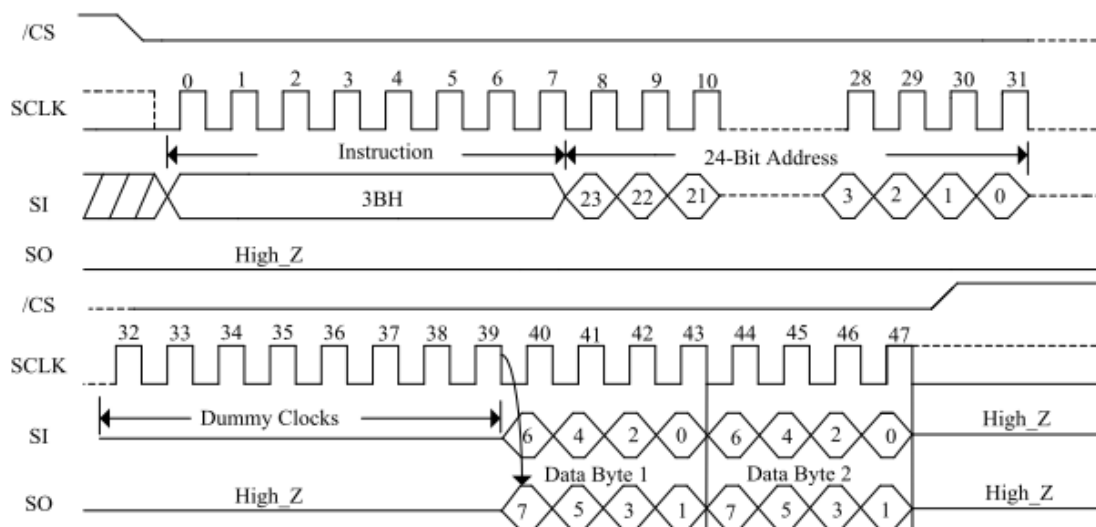 /CS
0 1 2 3 4 5 6 7 8 9 10 28 29 30 31
SCLK
Instruction 24-Bit Address
SI 3BH 23 22 21 3 2 1 0
SO High_Z
/CS
32 33 34 35 36 37 38 39 40 41 42 43 44 45 46 47
SCLK
Dummy Clocks
SI 6 4 2 0 6 4 2 0 High_Z
Data Byte 1 Data Byte 2
SO High_Z 7 5 3 1 7 5 3 1 High_Z